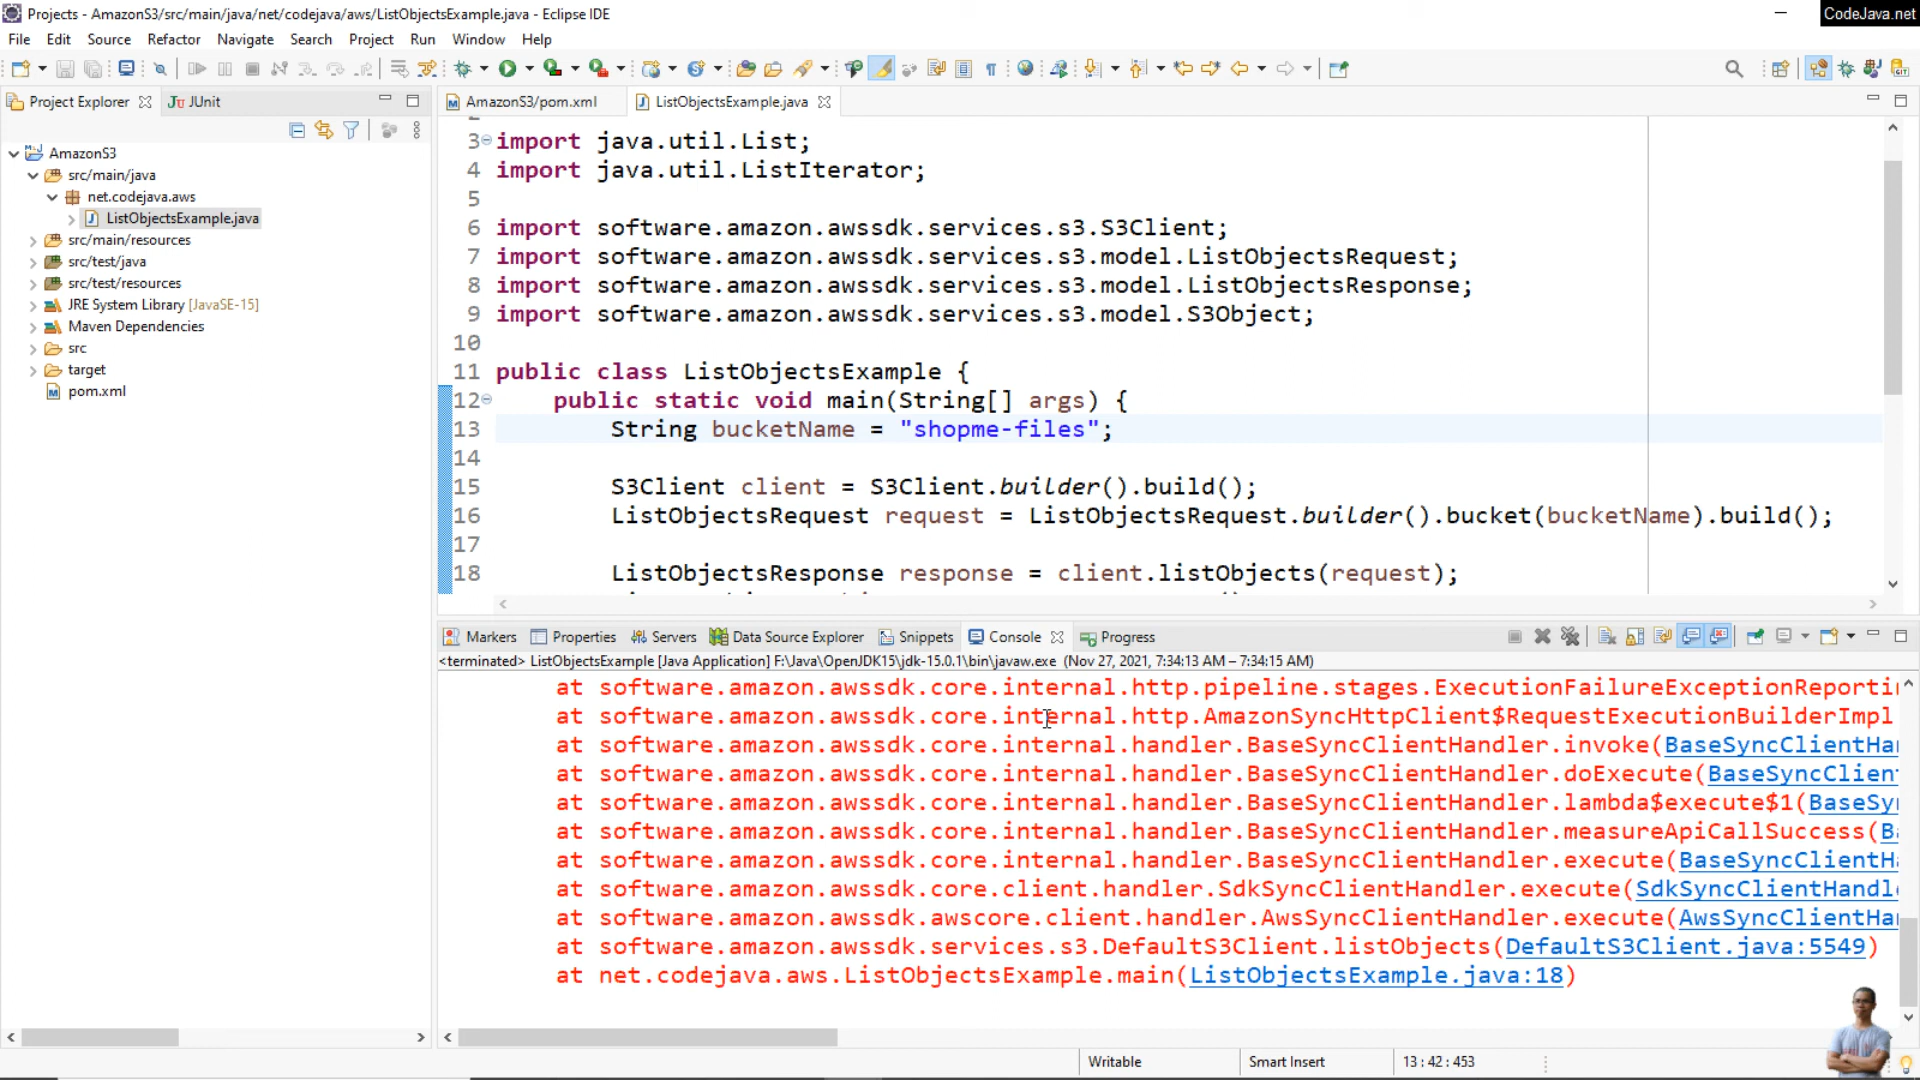 Projects - AmazonS3/src/main/java/net/codejava/aws/ListObjectsExample.java - Eclipse IDE
CodeJava.net
File Edit Source Refactor Navigate Search Project Run Window Help
Project Explorer
JUnit
AmazonS3
src/main/java
net.codejava.aws
ListObjectsExample.java
src/main/resources
src/test/java
src/test/resources
JRE System Library [JavaSE-15]
Maven Dependencies
src
target
pom.xml
AmazonS3/pom.xml
ListObjectsExample.java
3 import java.util.List;
4 import java.util.ListIterator;
5
6 import software.amazon.awssdk.services.s3.S3Client;
7 import software.amazon.awssdk.services.s3.model.ListObjectsRequest;
8 import software.amazon.awssdk.services.s3.model.ListObjectsResponse;
9 import software.amazon.awssdk.services.s3.model.S3Object;
10
11 public class ListObjectsExample {
12 public static void main(String[] args) {
13 String bucketName = "shopme-files";
14
15 S3Client client = S3Client.builder().build();
16 ListObjectsRequest request = ListObjectsRequest.builder().bucket(bucketName).build();
17
18 ListObjectsResponse response = client.listObjects(request);
Markers Properties Servers Data Source Explorer Snippets Console Progress
<terminated> ListObjectsExample [Java Application] F:\Java\OpenJDK15\jdk-15.0.1\bin\javaw.exe (Nov 27, 2021, 7:34:13 AM – 7:34:15 AM)
at software.amazon.awssdk.core.internal.http.pipeline.stages.ExecutionFailureExceptionReportin
at software.amazon.awssdk.core.internal.http.AmazonSyncHttpClient$RequestExecutionBuilderImpl
at software.amazon.awssdk.core.internal.handler.BaseSyncClientHandler.invoke(BaseSyncClientHa
at software.amazon.awssdk.core.internal.handler.BaseSyncClientHandler.doExecute(BaseSyncClient
at software.amazon.awssdk.core.internal.handler.BaseSyncClientHandler.lambda$execute$1(BaseSy
at software.amazon.awssdk.core.internal.handler.BaseSyncClientHandler.measureApiCallSuccess(Ba
at software.amazon.awssdk.core.internal.handler.BaseSyncClientHandler.execute(BaseSyncClientHa
at software.amazon.awssdk.core.client.handler.SdkSyncClientHandler.execute(SdkSyncClientHandle
at software.amazon.awssdk.awscore.client.handler.AwsSyncClientHandler.execute(AwsSyncClientHa
at software.amazon.awssdk.services.s3.DefaultS3Client.listObjects(DefaultS3Client.java:5549)
at net.codejava.aws.ListObjectsExample.main(ListObjectsExample.java:18)
Writable
Smart Insert
13 : 42 : 453